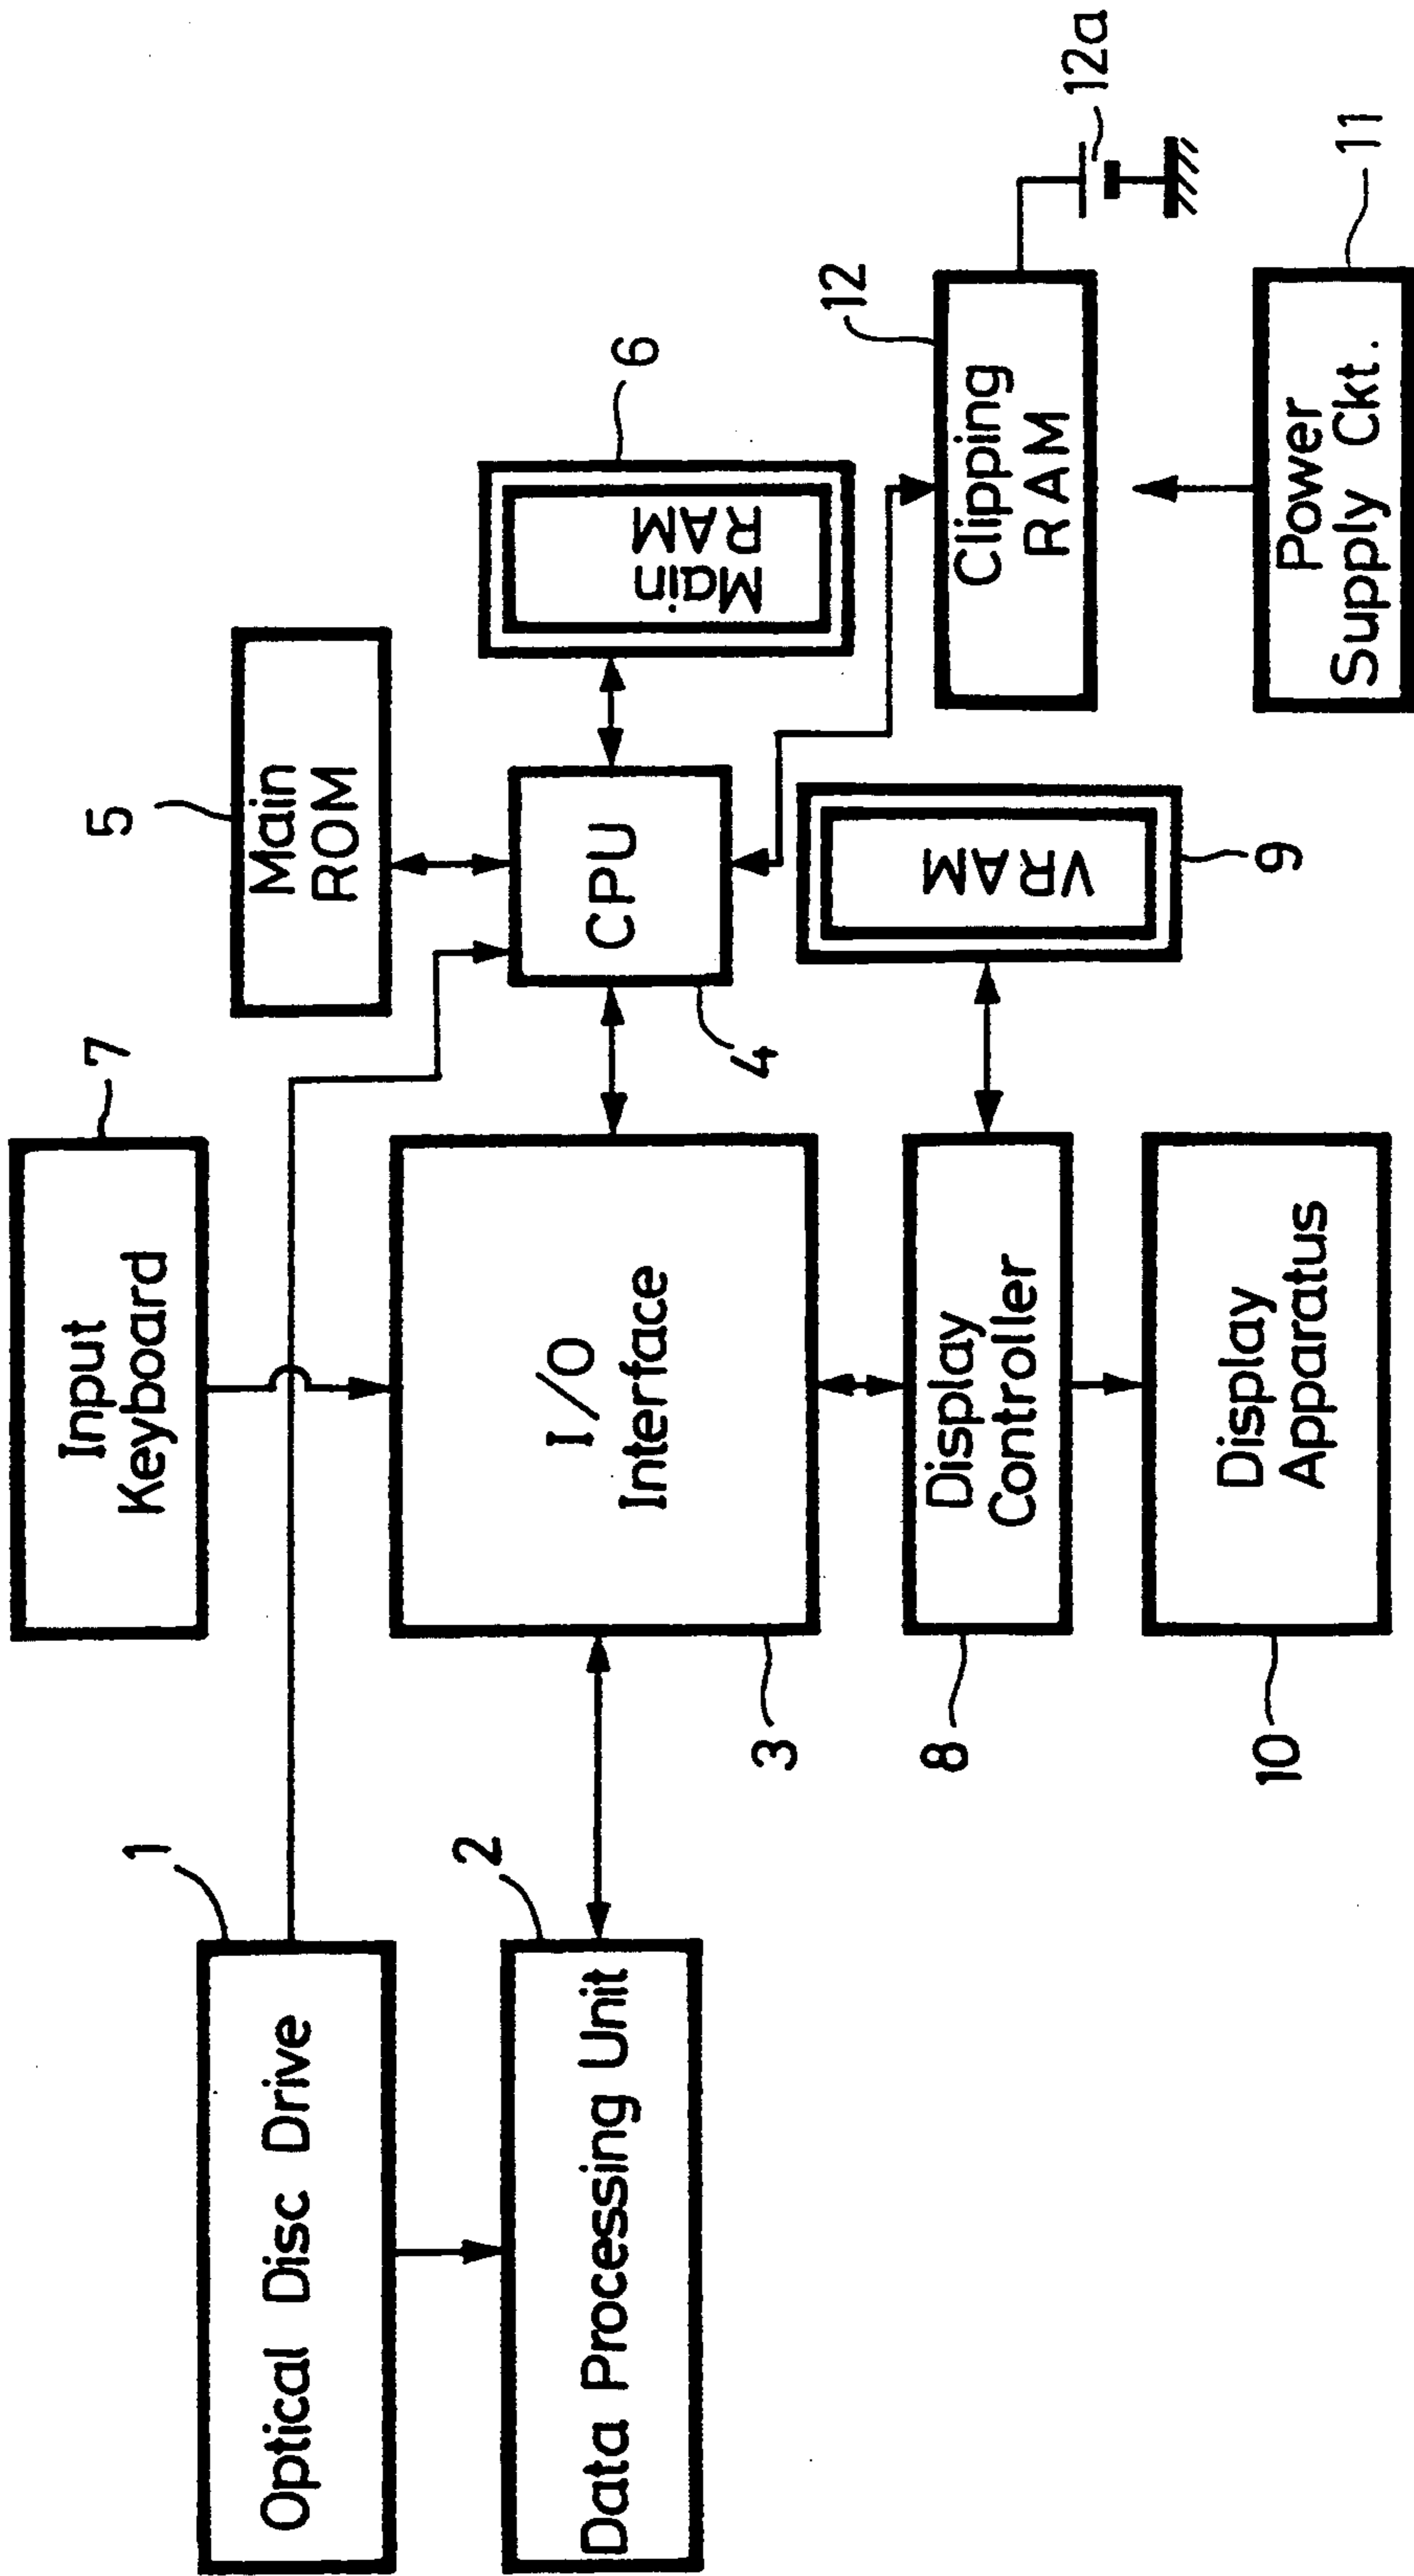 Input
Keyboard
7
5
Main
ROM
1
Optical Disc Drive
CPU
4
Main
RAM
6
I/O
Interface
3
2
Data Processing Unit
12
Clipping
RAM
12a
VRAM
9
Display
Controller
8
Display
Apparatus
10
Power
Supply Ckt.
11